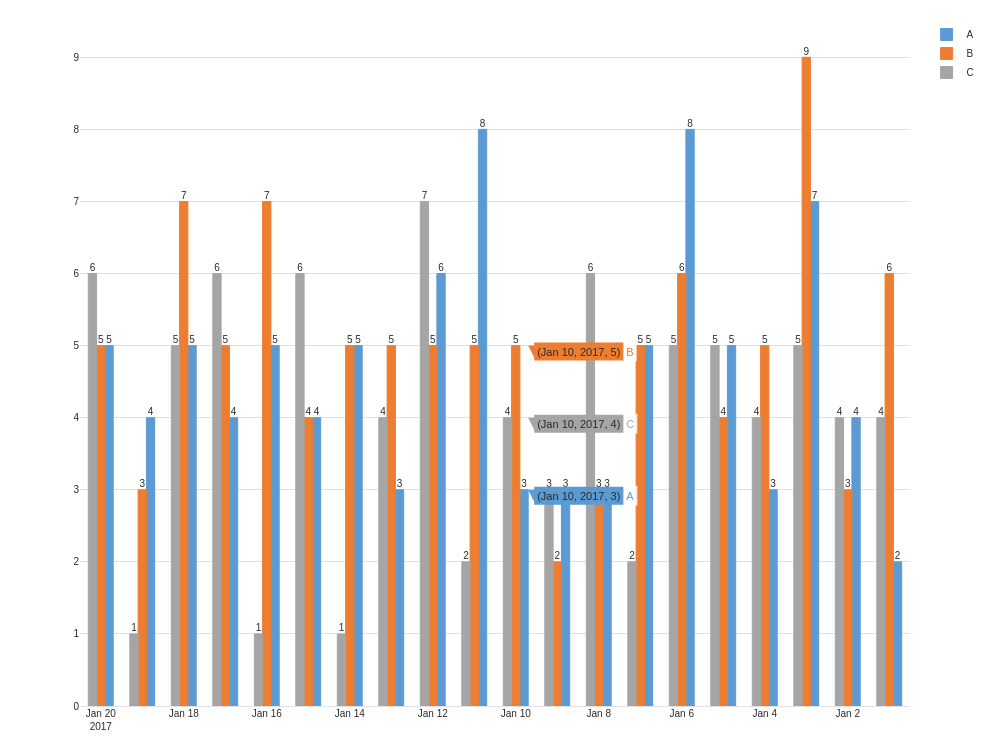 A
B
C
9
8
7
6
5
4
3
2
1
0
6 5 5
1 3 4
5 7 5
6 5 4
1 7 5
6 4 4
1 5 5
4 5 3
7 5 6
2 5 8
4 5 3
3 2 3
6 3 3
2 5 5
5 6 8
5 4 5
4 5 3
5 9 7
4 3 4
4 6 2
(Jan 10, 2017, 5) B
(Jan 10, 2017, 4) C
(Jan 10, 2017, 3) A
Jan 20 Jan 18 Jan 16 Jan 14 Jan 12 Jan 10 Jan 8 Jan 6 Jan 4 Jan 2
2017